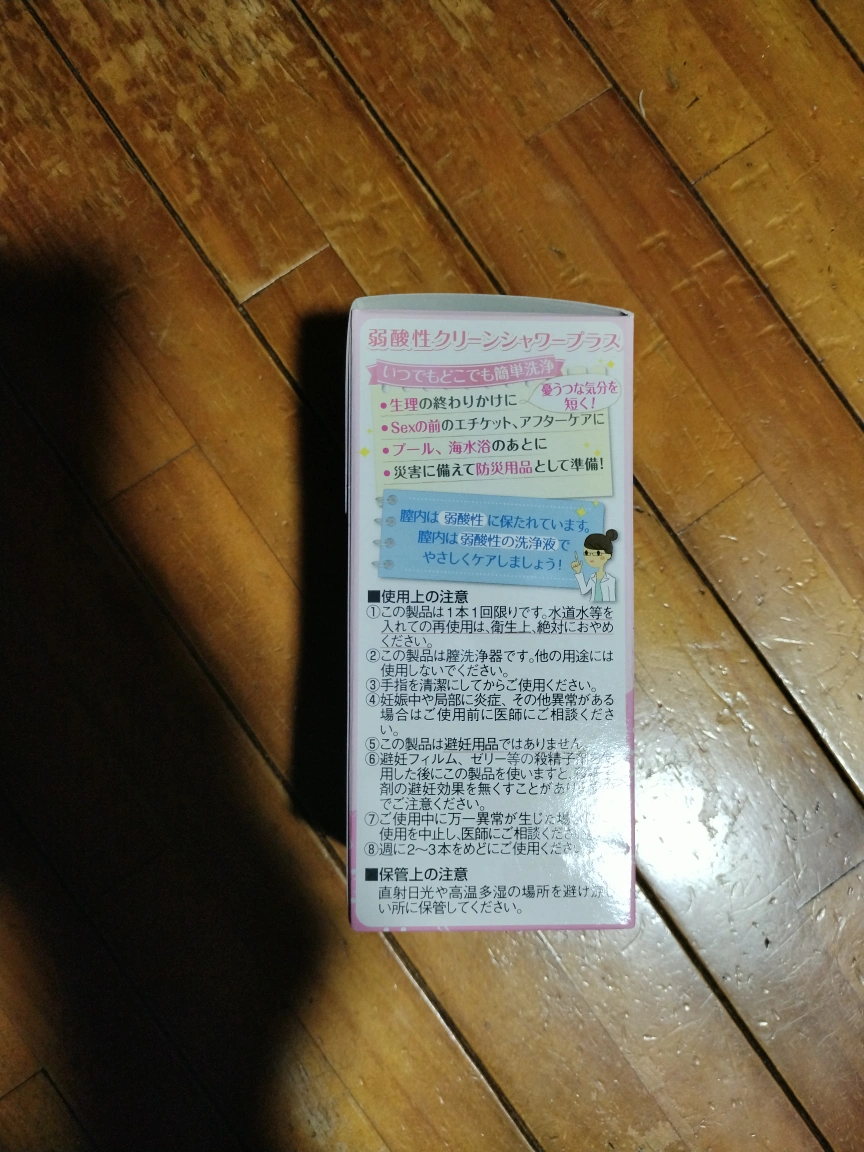 弱酸性クリーンシャワープラス
いつでもどこでも簡単洗浄
憂うつな気分を
短く!
●生理の終わりかけに
●Sexの前のエチケット、アフターケアに
●プール、海水浴のあとに
●災害に備えて防災用品として準備!
膣内は弱酸性に保たれています。
膣内は弱酸性の洗浄液で
やさしくケアしましょう!
■使用上の注意
①この製品は1本1回限りです。水道水等を
入れての再使用は、衛生上、絶対におやめ
ください。
②この製品は膣洗浄器です。他の用途には
使用しないでください。
③手指を清潔にしてからご使用ください。
④妊娠中や局部に炎症、その他異常がある
場合はご使用前に医師にご相談くださ
い。
⑤この製品は避妊用品ではありません。
⑥避妊フィルム、ゼリー等の殺精子剤を使
用した後にこの製品を使いますと、殺精子
剤の避妊効果を無くすことがあり
でご注意ください。
⑦ご使用中に万一異常が生じた場
使用を中止し、医師にご相談くださ
⑧週に2～3本をめどにご使用くださ
■保管上の注意
直射日光や高温多湿の場所を避け涼し
い所に保管してください。